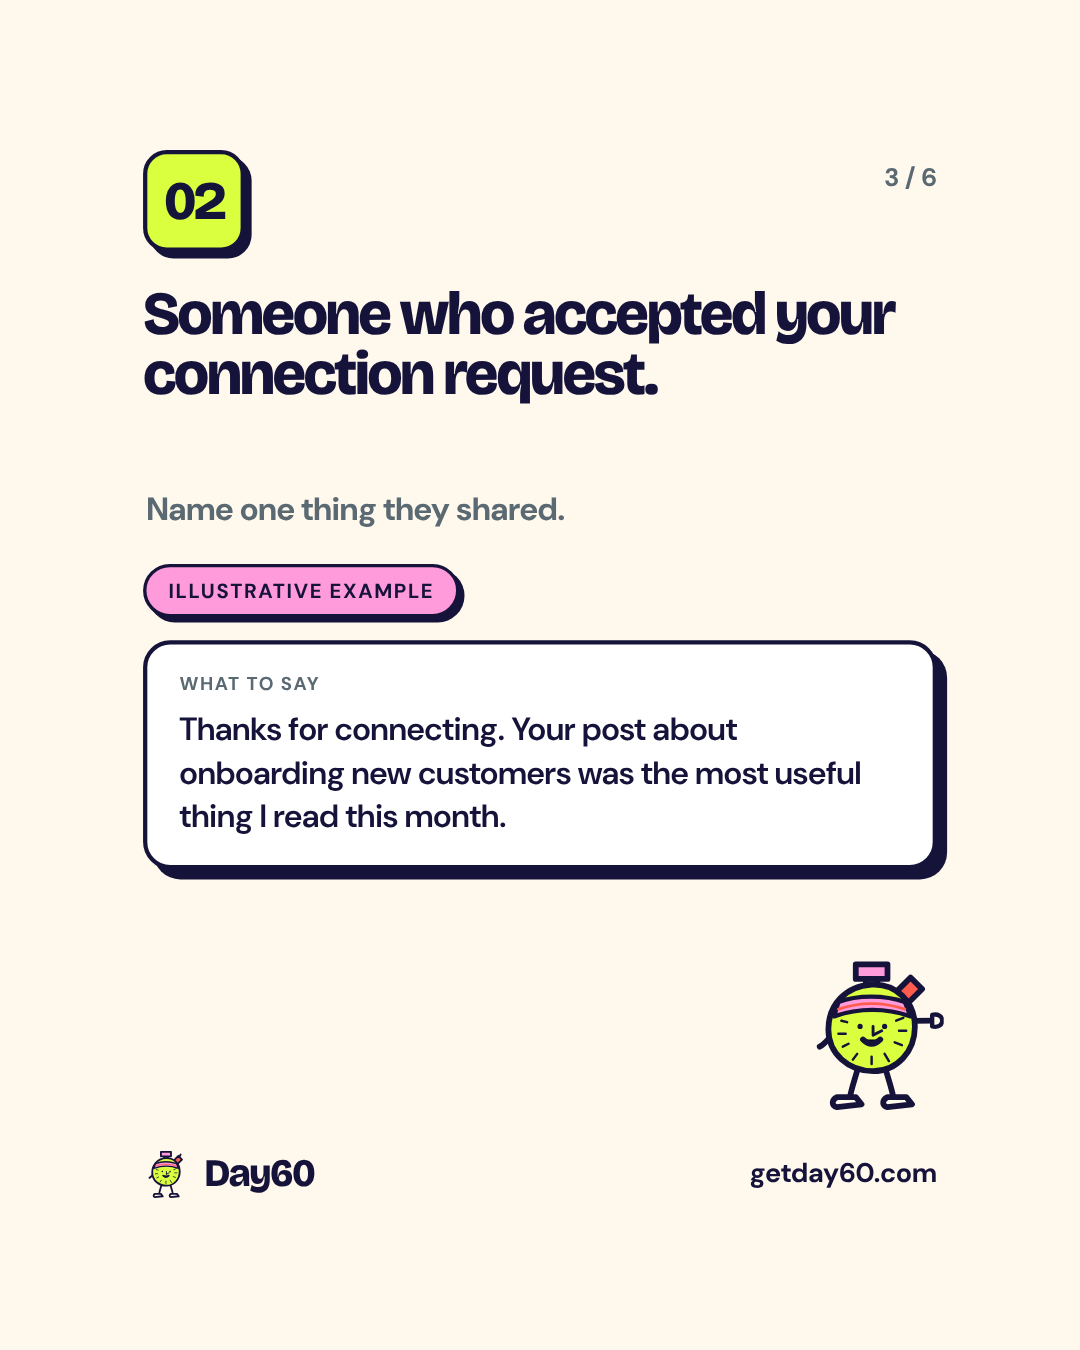 02
3 / 6
Someone who accepted your
connection request.
Name one thing they shared.
ILLUSTRATIVE EXAMPLE
WHAT TO SAY
Thanks for connecting. Your post about
onboarding new customers was the most useful
thing I read this month.
Day60
getday60.com